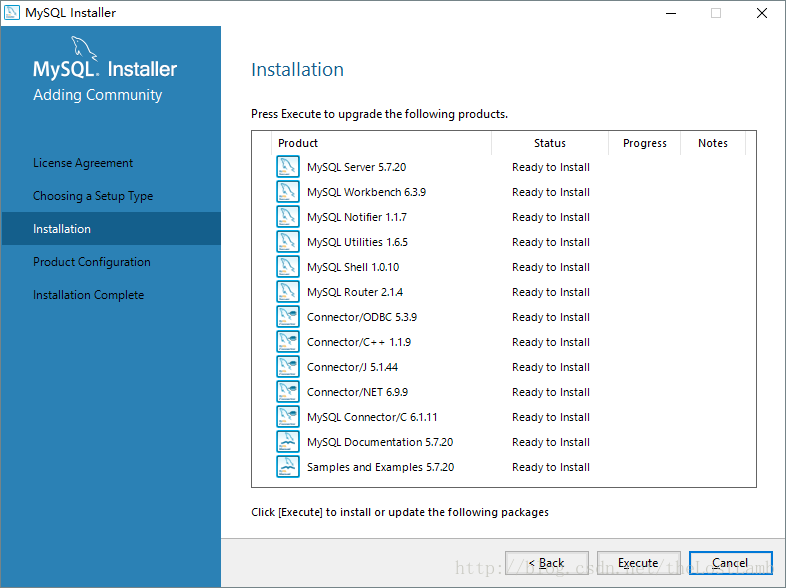 MySQL Installer
MySQL. Installer
Adding Community
License Agreement
Choosing a Setup Type
Installation
Product Configuration
Installation Complete
Installation
Press Execute to upgrade the following products.
Product Status Progress Notes
MySQL Server 5.7.20 Ready to Install
MySQL Workbench 6.3.9 Ready to Install
MySQL Notifier 1.1.7 Ready to Install
MySQL Utilities 1.6.5 Ready to Install
MySQL Shell 1.0.10 Ready to Install
MySQL Router 2.1.4 Ready to Install
Connector/ODBC 5.3.9 Ready to Install
Connector/C++ 1.1.9 Ready to Install
Connector/J 5.1.44 Ready to Install
Connector/NET 6.9.9 Ready to Install
MySQL Connector/C 6.1.11 Ready to Install
MySQL Documentation 5.7.20 Ready to Install
Samples and Examples 5.7.20 Ready to Install
Click [Execute] to install or update the following packages
< Back Execute Cancel